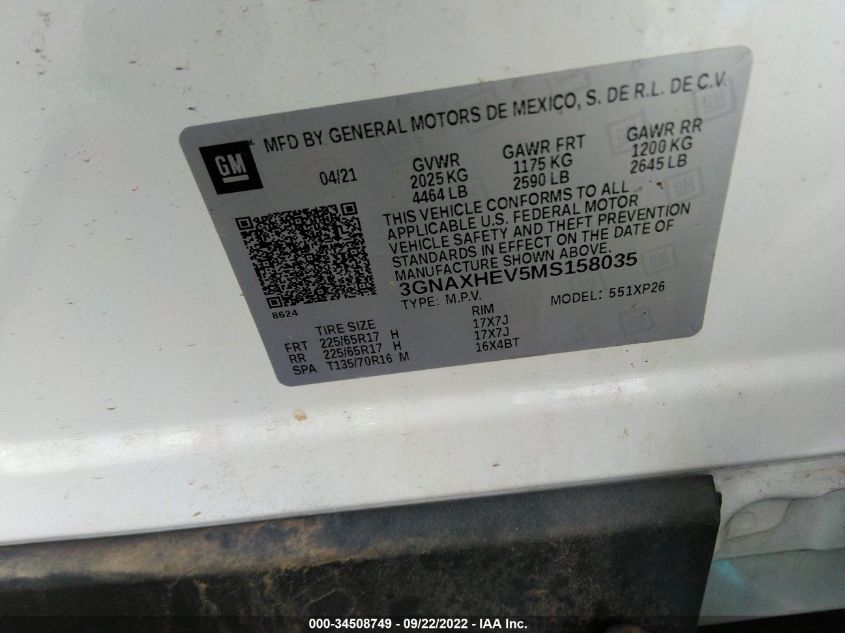 MFD BY GENERAL MOTORS DE MEXICO, S. DE R.L. DE C.V.
GM
04/21
GVWR
2025 KG
4464 LB
GAWR FRT
1175 KG
2590 LB
GAWR RR
1200 KG
2645 LB
THIS VEHICLE CONFORMS TO ALL
APPLICABLE U.S. FEDERAL MOTOR
VEHICLE SAFETY AND THEFT PREVENTION
STANDARDS IN EFFECT ON THE DATE OF
MANUFACTURE SHOWN ABOVE.
3GNAXHEV5MS158035
TYPE: M.P.V. MODEL: 551XP26
8624
TIRE SIZE RIM
FRT 225/65R17 H 17X7J
RR 225/65R17 H 17X7J
SPA T135/70R16 M 16X4BT
000-34508749 - 09/22/2022 - IAA Inc.